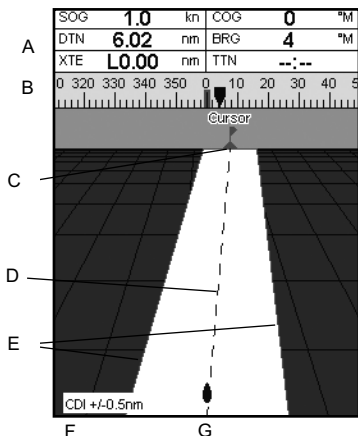 SOG 1.0 kn COG 0 °M
A
DTN 6.02 nm BRG 4 °M
XTE L0.00 nm TTN --:--
B
0 320 330 340 350 0 10 20 30 40 5
Cursor
C
D
E
CDI +/-0.5nm
F G